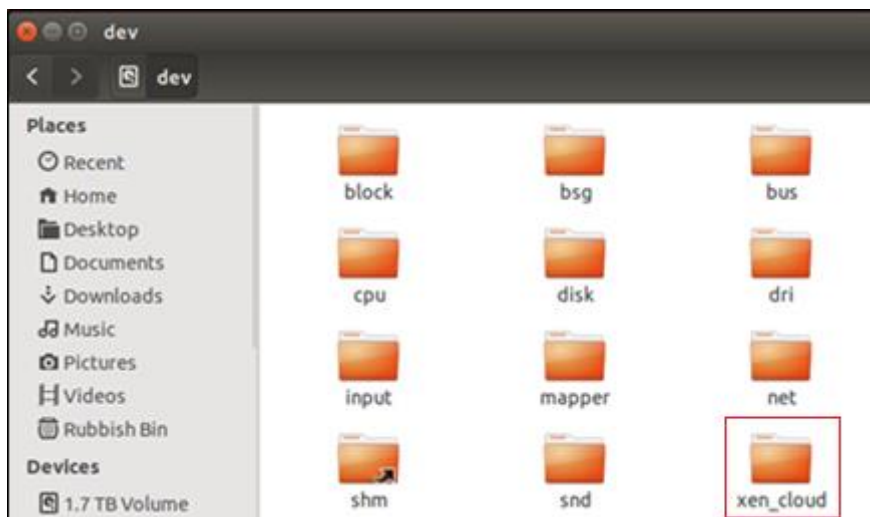 dev
dev
Places
Recent
Home
Desktop
Documents
Downloads
Music
Pictures
Videos
Rubbish Bin
Devices
1.7 TB Volume
block bsg bus
cpu disk dri
input mapper net
shm snd xen_cloud